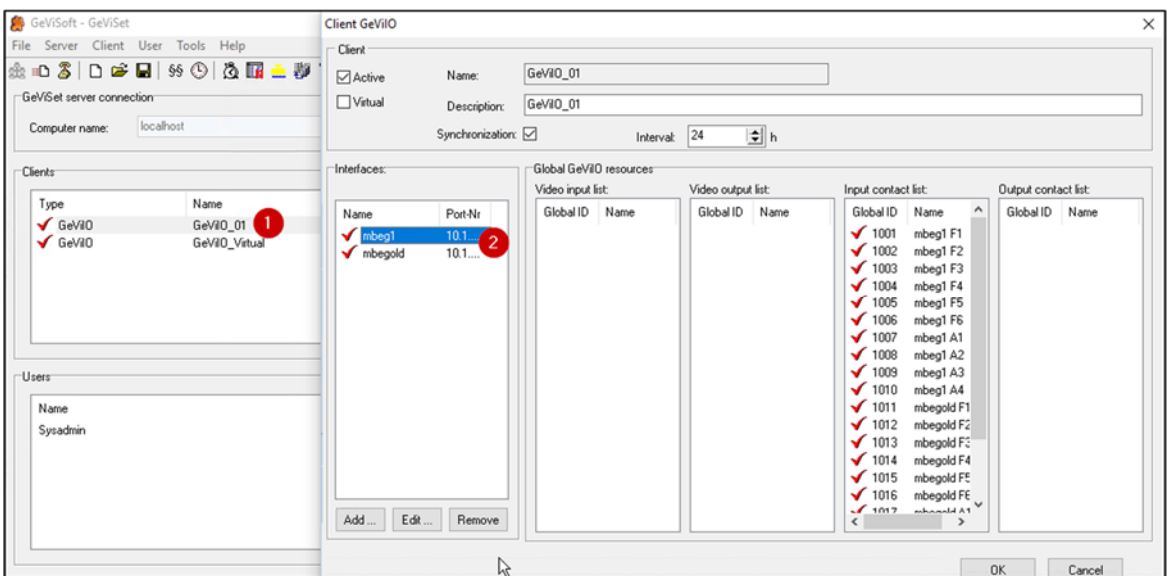 GeViSoft - GeViSet
File Server Client User Tools Help
GeViSet server connection
Computer name: localhost
Clients
Type Name
GeViIO GeViIO_01 1
GeViIO GeViIO_Virtual
Users
Name
Sysadmin
Client GeViIO
Client
Active Name: GeViIO_01
Virtual Description: GeViIO_01
Synchronization: Interval: 24 h
Interfaces:
Name Port-Nr
mbeg1 10.1.... 2
mbegold 10.1....
Add ... Edit ... Remove
Global GeViIO resources
Video input list: Video output list: Input contact list: Output contact list:
Global ID Name Global ID Name Global ID Name Global ID Name
1001 mbeg1 F1
1002 mbeg1 F2
1003 mbeg1 F3
1004 mbeg1 F4
1005 mbeg1 F5
1006 mbeg1 F6
1007 mbeg1 A1
1008 mbeg1 A2
1009 mbeg1 A3
1010 mbeg1 A4
1011 mbegold F1
1012 mbegold F2
1013 mbegold F3
1014 mbegold F4
1015 mbegold F5
1016 mbegold F6
1017 mbegold A1
OK Cancel